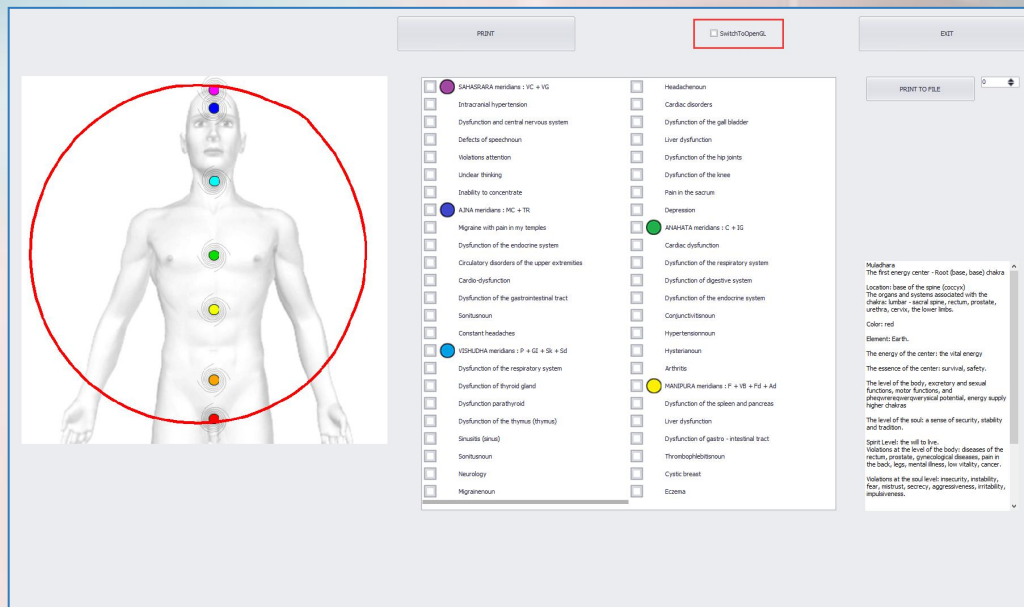 PRINT
SwitchToOpenGL
EXIT
SAHASRARA meridians : VC + VG
Intracranial hypertension
Dysfunction and central nervous system
Defects of speechnoun
Violations attention
Unclear thinking
Inability to concentrate
AJNA meridians : MC + TR
Migraine with pain in my temples
Dysfunction of the endocrine system
Circulatory disorders of the upper extremities
Cardio-dysfunction
Dysfunction of the gastrointestinal tract
Sonitusnoun
Constant headaches
VISHUDHA meridians : P + GI + Sk + Sd
Dysfunction of the respiratory system
Dysfunction of thyroid gland
Dysfunction parathyroid
Dysfunction of the thymus (thymus)
Sinusitis (sinus)
Sonitusnoun
Neurology
Migrainenoun
Headachenoun
Cardiac disorders
Dysfunction of the gall bladder
Liver dysfunction
Dysfunction of the hip joints
Dysfunction of the knee
Pain in the sacrum
Depression
ANAHATA meridians : C + IG
Cardiac dysfunction
Dysfunction of the respiratory system
Dysfunction of digestive system
Dysfunction of the endocrine system
Conjunctivitisnoun
Hypertensionnoun
Hysterianoun
Arthritis
MANIPURA meridians : F + VB + Fd + Ad
Dysfunction of the spleen and pancreas
Liver dysfunction
Dysfunction of gastro - intestinal tract
Thrombophlebitisnoun
Cystic breast
Eczema
PRINT TO FILE
0
Muladhara
The first energy center - Root (base, base) chakra
Location: base of the spine (coccyx)
The organs and systems associated with the
chakra: lumbar - sacral spine, rectum, prostate,
urethra, cervix, the lower limbs.
Color: red
Element: Earth.
The energy of the center: the vital energy
The essence of the center: survival, safety.
The level of the body, excretory and sexual
functions, motor functions, and
pheqwrereqwerqwerysical potential, energy supply
higher chakras
The level of the soul: a sense of security, stability
and tradition.
Spirit Level: the will to live.
Violations at the level of the body: diseases of the
rectum, prostate, gynecological diseases, pain in
the back, legs, mental illness, low vitality, cancer.
Violations at the soul level: insecurity, instability,
fear, mistrust, secrecy, aggressiveness, irritability,
impulsiveness.